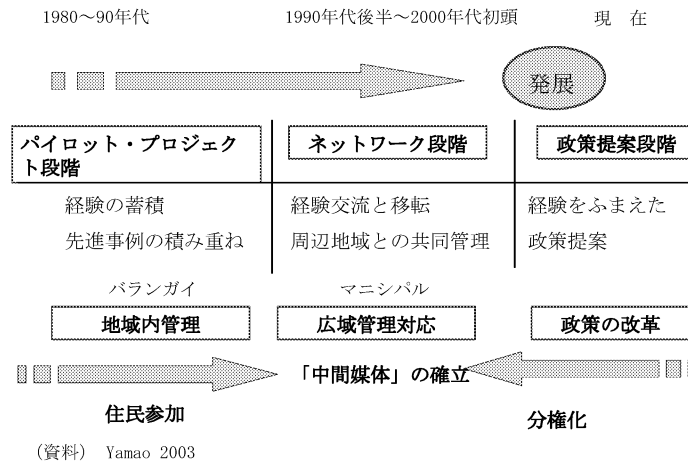 1980～90年代
1990年代後半～2000年代初頭
現　在
発展
パイロット・プロジェク
ト段階
ネットワーク段階
政策提案段階
経験の蓄積
先進事例の積み重ね
経験交流と移転
周辺地域との共同管理
経験をふまえた
政策提案
バランガイ
マニシパル
地域内管理
広域管理対応
政策の改革
「中間媒体」の確立
住民参加
分権化
（資料）　Yamao 2003